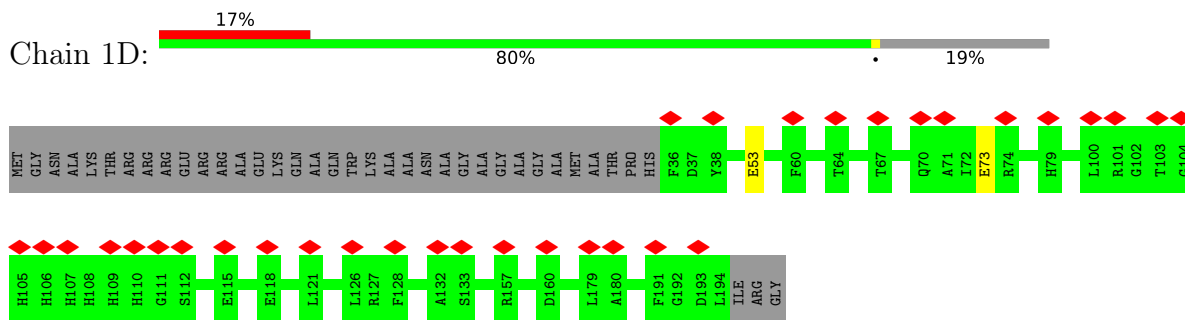 17%
Chain 1D:
80% • 19%
MET GLY ASN ALA LYS THR ARG ARG ARG GLU ARG ARG ALA GLU LYS GLN ALA GLN TRP LYS ALA ALA ASN ALA GLY ALA GLY ALA GLY ALA MET ALA THR PRO HIS F36 D37 Y38 E53 F60 T64 T67 Q70 A71 I72 E73 R74 H79 L100 R101 G102 T103 G104
H105 H106 H107 H108 H109 H110 G111 S112 E115 E118 L121 L126 R127 F128 A132 S133 R157 D160 L179 A180 F191 G192 D193 L194 ILE ARG GLY